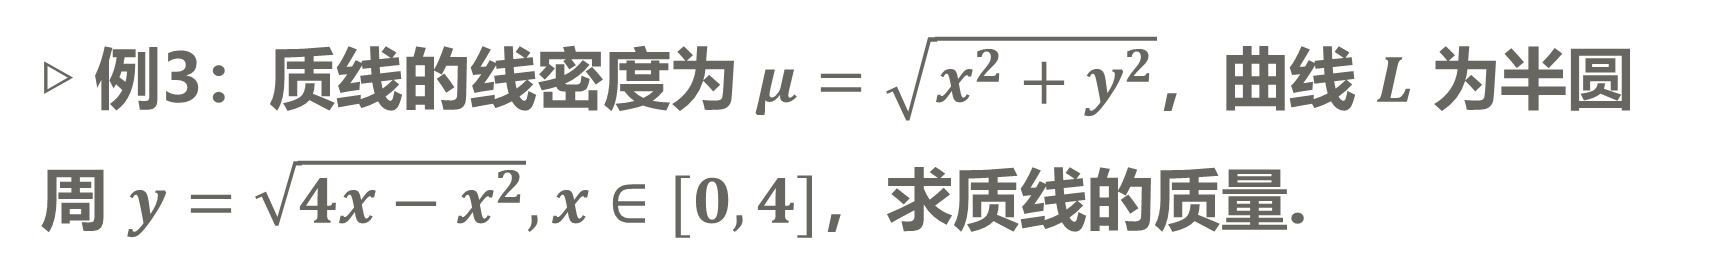 ▷ 例3：质线的线密度为 μ = √(x² + y²)，曲线 L 为半圆
周 y = √(4x − x²), x ∈ [0, 4]，求质线的质量.